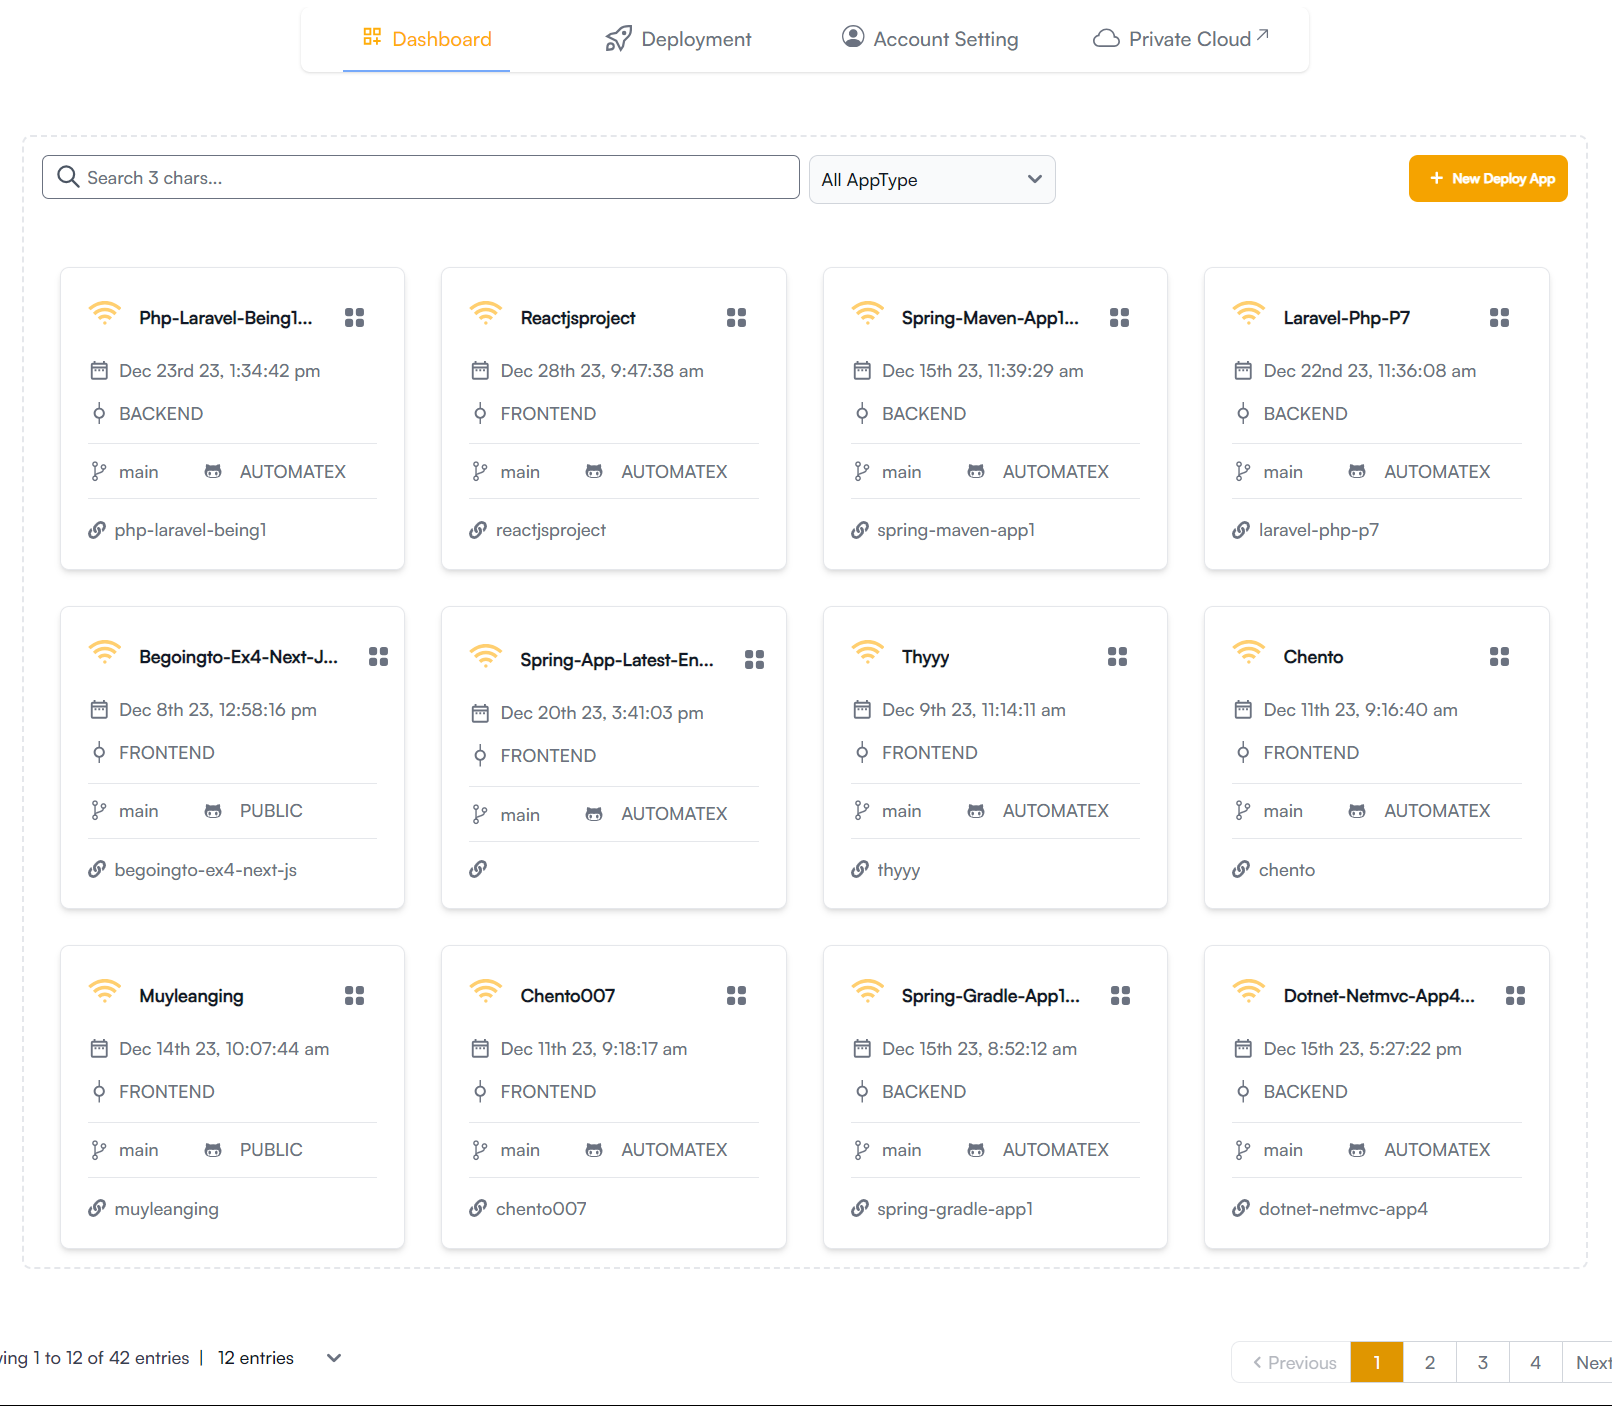 Dashboard Deployment Account Setting Private Cloud
Search 3 chars... All AppType + New Deploy App
Php-Laravel-Being1... Reactjsproject Spring-Maven-App1... Laravel-Php-P7
Dec 23rd 23, 1:34:42 pm Dec 28th 23, 9:47:38 am Dec 15th 23, 11:39:29 am Dec 22nd 23, 11:36:08 am
BACKEND FRONTEND BACKEND BACKEND
main AUTOMATEX main AUTOMATEX main AUTOMATEX main AUTOMATEX
php-laravel-being1 reactjsproject spring-maven-app1 laravel-php-p7
Begoingto-Ex4-Next-J... Spring-App-Latest-En... Thyyy Chento
Dec 8th 23, 12:58:16 pm Dec 20th 23, 3:41:03 pm Dec 9th 23, 11:14:11 am Dec 11th 23, 9:16:40 am
FRONTEND FRONTEND FRONTEND FRONTEND
main PUBLIC main AUTOMATEX main AUTOMATEX main AUTOMATEX
begoingto-ex4-next-js thyyy chento
Muyleanging Chento007 Spring-Gradle-App1... Dotnet-Netmvc-App4...
Dec 14th 23, 10:07:44 am Dec 11th 23, 9:18:17 am Dec 15th 23, 8:52:12 am Dec 15th 23, 5:27:22 pm
FRONTEND FRONTEND BACKEND BACKEND
main PUBLIC main AUTOMATEX main AUTOMATEX main AUTOMATEX
muyleanging chento007 spring-gradle-app1 dotnet-netmvc-app4
ving 1 to 12 of 42 entries | 12 entries Previous 1 2 3 4 Next